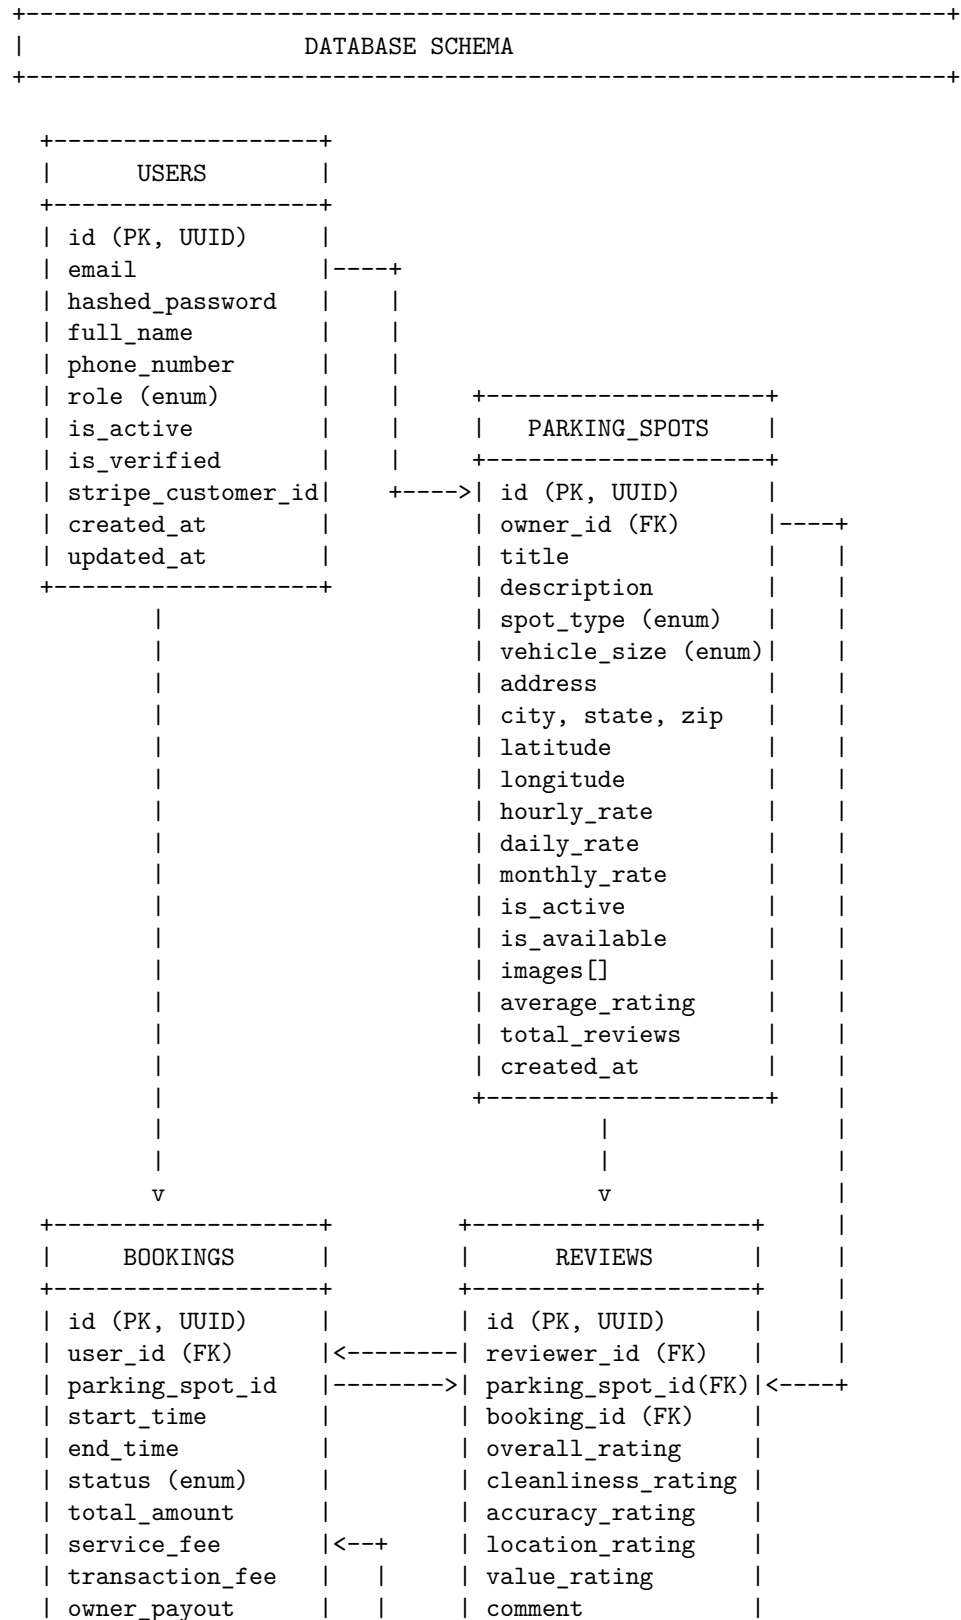 DATABASE SCHEMA
USERS
id (PK, UUID)
email
hashed_password
full_name
phone_number
role (enum)
is_active
is_verified
stripe_customer_id
created_at
updated_at
PARKING_SPOTS
id (PK, UUID)
owner_id (FK)
title
description
spot_type (enum)
vehicle_size (enum)
address
city, state, zip
latitude
longitude
hourly_rate
daily_rate
monthly_rate
is_active
is_available
images[]
average_rating
total_reviews
created_at
BOOKINGS
id (PK, UUID)
user_id (FK)
parking_spot_id
start_time
end_time
status (enum)
total_amount
service_fee
transaction_fee
owner_payout
REVIEWS
id (PK, UUID)
reviewer_id (FK)
parking_spot_id(FK)
booking_id (FK)
overall_rating
cleanliness_rating
accuracy_rating
location_rating
value_rating
comment